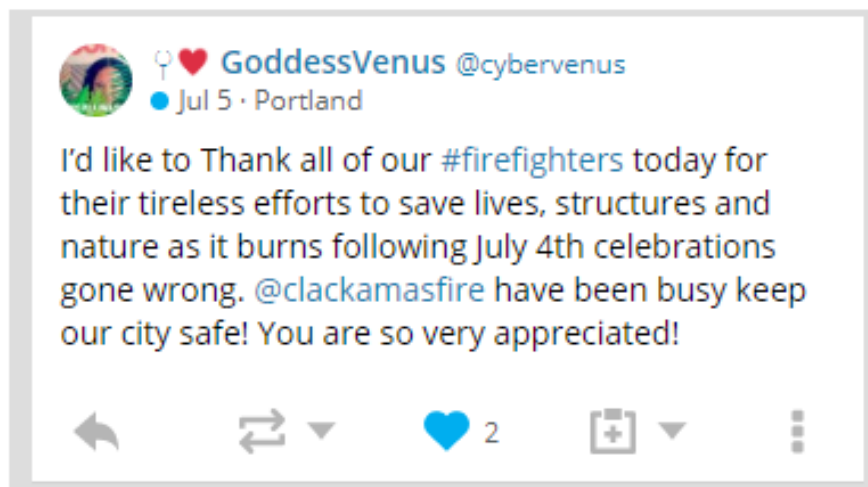 GoddessVenus @cybervenus
Jul 5 · Portland
I'd like to Thank all of our #firefighters today for
their tireless efforts to save lives, structures and
nature as it burns following July 4th celebrations
gone wrong. @clackamasfire have been busy keep
our city safe! You are so very appreciated!
2